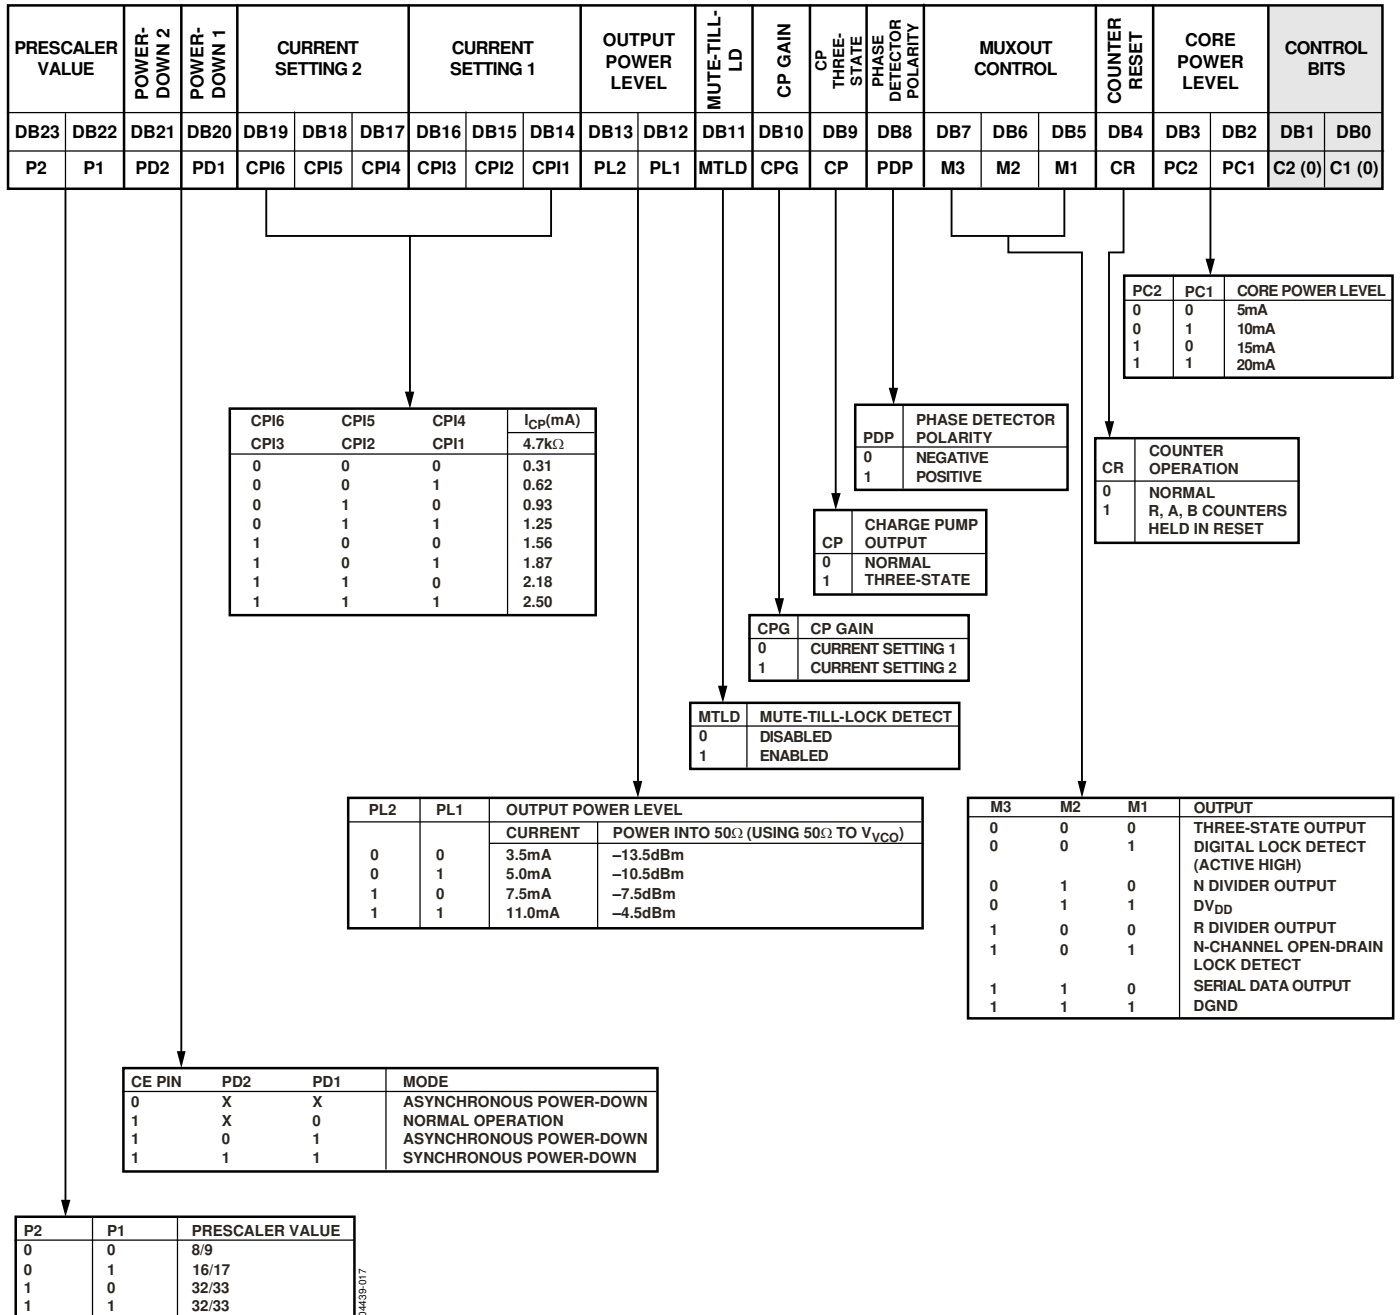 PRESCALER VALUE
POWER-DOWN 2
POWER-DOWN 1
CURRENT SETTING 2
CURRENT SETTING 1
OUTPUT POWER LEVEL
MUTE-TILL-LD
CP GAIN
CP THREE-STATE
PHASE DETECTOR POLARITY
MUXOUT CONTROL
COUNTER RESET
CORE POWER LEVEL
CONTROL BITS
DB23 DB22 DB21 DB20 DB19 DB18 DB17 DB16 DB15 DB14 DB13 DB12 DB11 DB10 DB9 DB8 DB7 DB6 DB5 DB4 DB3 DB2 DB1 DB0
P2 P1 PD2 PD1 CPI6 CPI5 CPI4 CPI3 CPI2 CPI1 PL2 PL1 MTLD CPG CP PDP M3 M2 M1 CR PC2 PC1 C2 (0) C1 (0)
PC2 PC1 CORE POWER LEVEL
0 0 5mA
0 1 10mA
1 0 15mA
1 1 20mA
CPI6 CPI5 CPI4 ICP(mA)
CPI3 CPI2 CPI1 4.7kΩ
0 0 0 0.31
0 0 1 0.62
0 1 0 0.93
0 1 1 1.25
1 0 0 1.56
1 0 1 1.87
1 1 0 2.18
1 1 1 2.50
PHASE DETECTOR
PDP POLARITY
0 NEGATIVE
1 POSITIVE
COUNTER
CR OPERATION
0 NORMAL
1 R, A, B COUNTERS
HELD IN RESET
CHARGE PUMP
CP OUTPUT
0 NORMAL
1 THREE-STATE
CPG CP GAIN
0 CURRENT SETTING 1
1 CURRENT SETTING 2
MTLD MUTE-TILL-LOCK DETECT
0 DISABLED
1 ENABLED
PL2 PL1 OUTPUT POWER LEVEL
CURRENT POWER INTO 50Ω (USING 50Ω TO VVCO)
0 0 3.5mA –13.5dBm
0 1 5.0mA –10.5dBm
1 0 7.5mA –7.5dBm
1 1 11.0mA –4.5dBm
M3 M2 M1 OUTPUT
0 0 0 THREE-STATE OUTPUT
0 0 1 DIGITAL LOCK DETECT
(ACTIVE HIGH)
0 1 0 N DIVIDER OUTPUT
0 1 1 DVDD
1 0 0 R DIVIDER OUTPUT
1 0 1 N-CHANNEL OPEN-DRAIN
LOCK DETECT
1 1 0 SERIAL DATA OUTPUT
1 1 1 DGND
CE PIN PD2 PD1 MODE
0 X X ASYNCHRONOUS POWER-DOWN
1 X 0 NORMAL OPERATION
1 0 1 ASYNCHRONOUS POWER-DOWN
1 1 1 SYNCHRONOUS POWER-DOWN
P2 P1 PRESCALER VALUE
0 0 8/9
0 1 16/17
1 0 32/33
1 1 32/33
04439-017